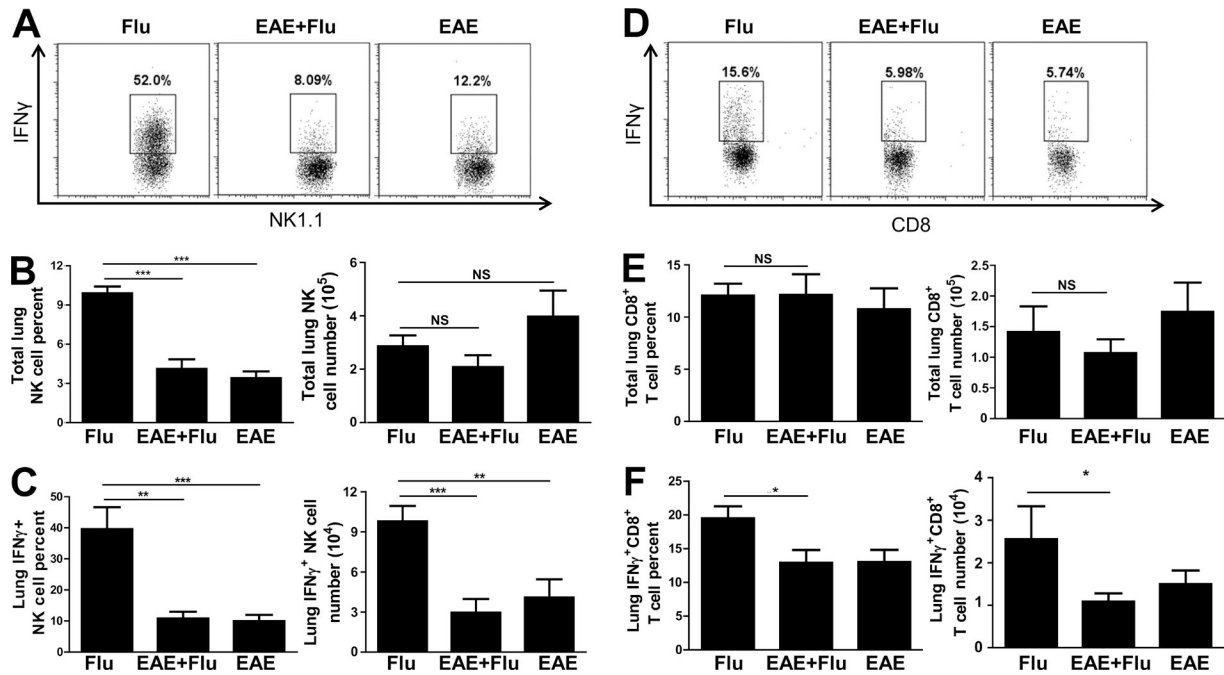 A
Flu
EAE+Flu
EAE
52.0%
8.09%
12.2%
IFNγ
NK1.1
B
Total lung
NK cell percent
12
9
6
3
0
***
***
Flu EAE+Flu EAE
Total lung NK
cell number (10⁵)
6
4
2
0
NS
NS
Flu EAE+Flu EAE
C
Lung IFNγ+
NK cell percent
50
40
30
20
10
0
***
**
Flu EAE+Flu EAE
Lung IFNγ⁺ NK cell
number (10⁴)
12
9
6
3
0
**
***
Flu EAE+Flu EAE
D
Flu
EAE+Flu
EAE
15.6%
5.98%
5.74%
IFNγ
CD8
E
Total lung CD8⁺
T cell percent
15
10
5
0
NS
Flu EAE+Flu EAE
Total lung CD8⁺
T cell number (10⁵)
2.5
2.0
1.5
1.0
0.5
0
NS
Flu EAE+Flu EAE
F
Lung IFNγ⁺CD8⁺
T cell percent
25
20
15
10
5
0
*
Flu EAE+Flu EAE
Lung IFNγ⁺CD8⁺
T cell number (10⁴)
4
3
2
1
0
*
Flu EAE+Flu EAE